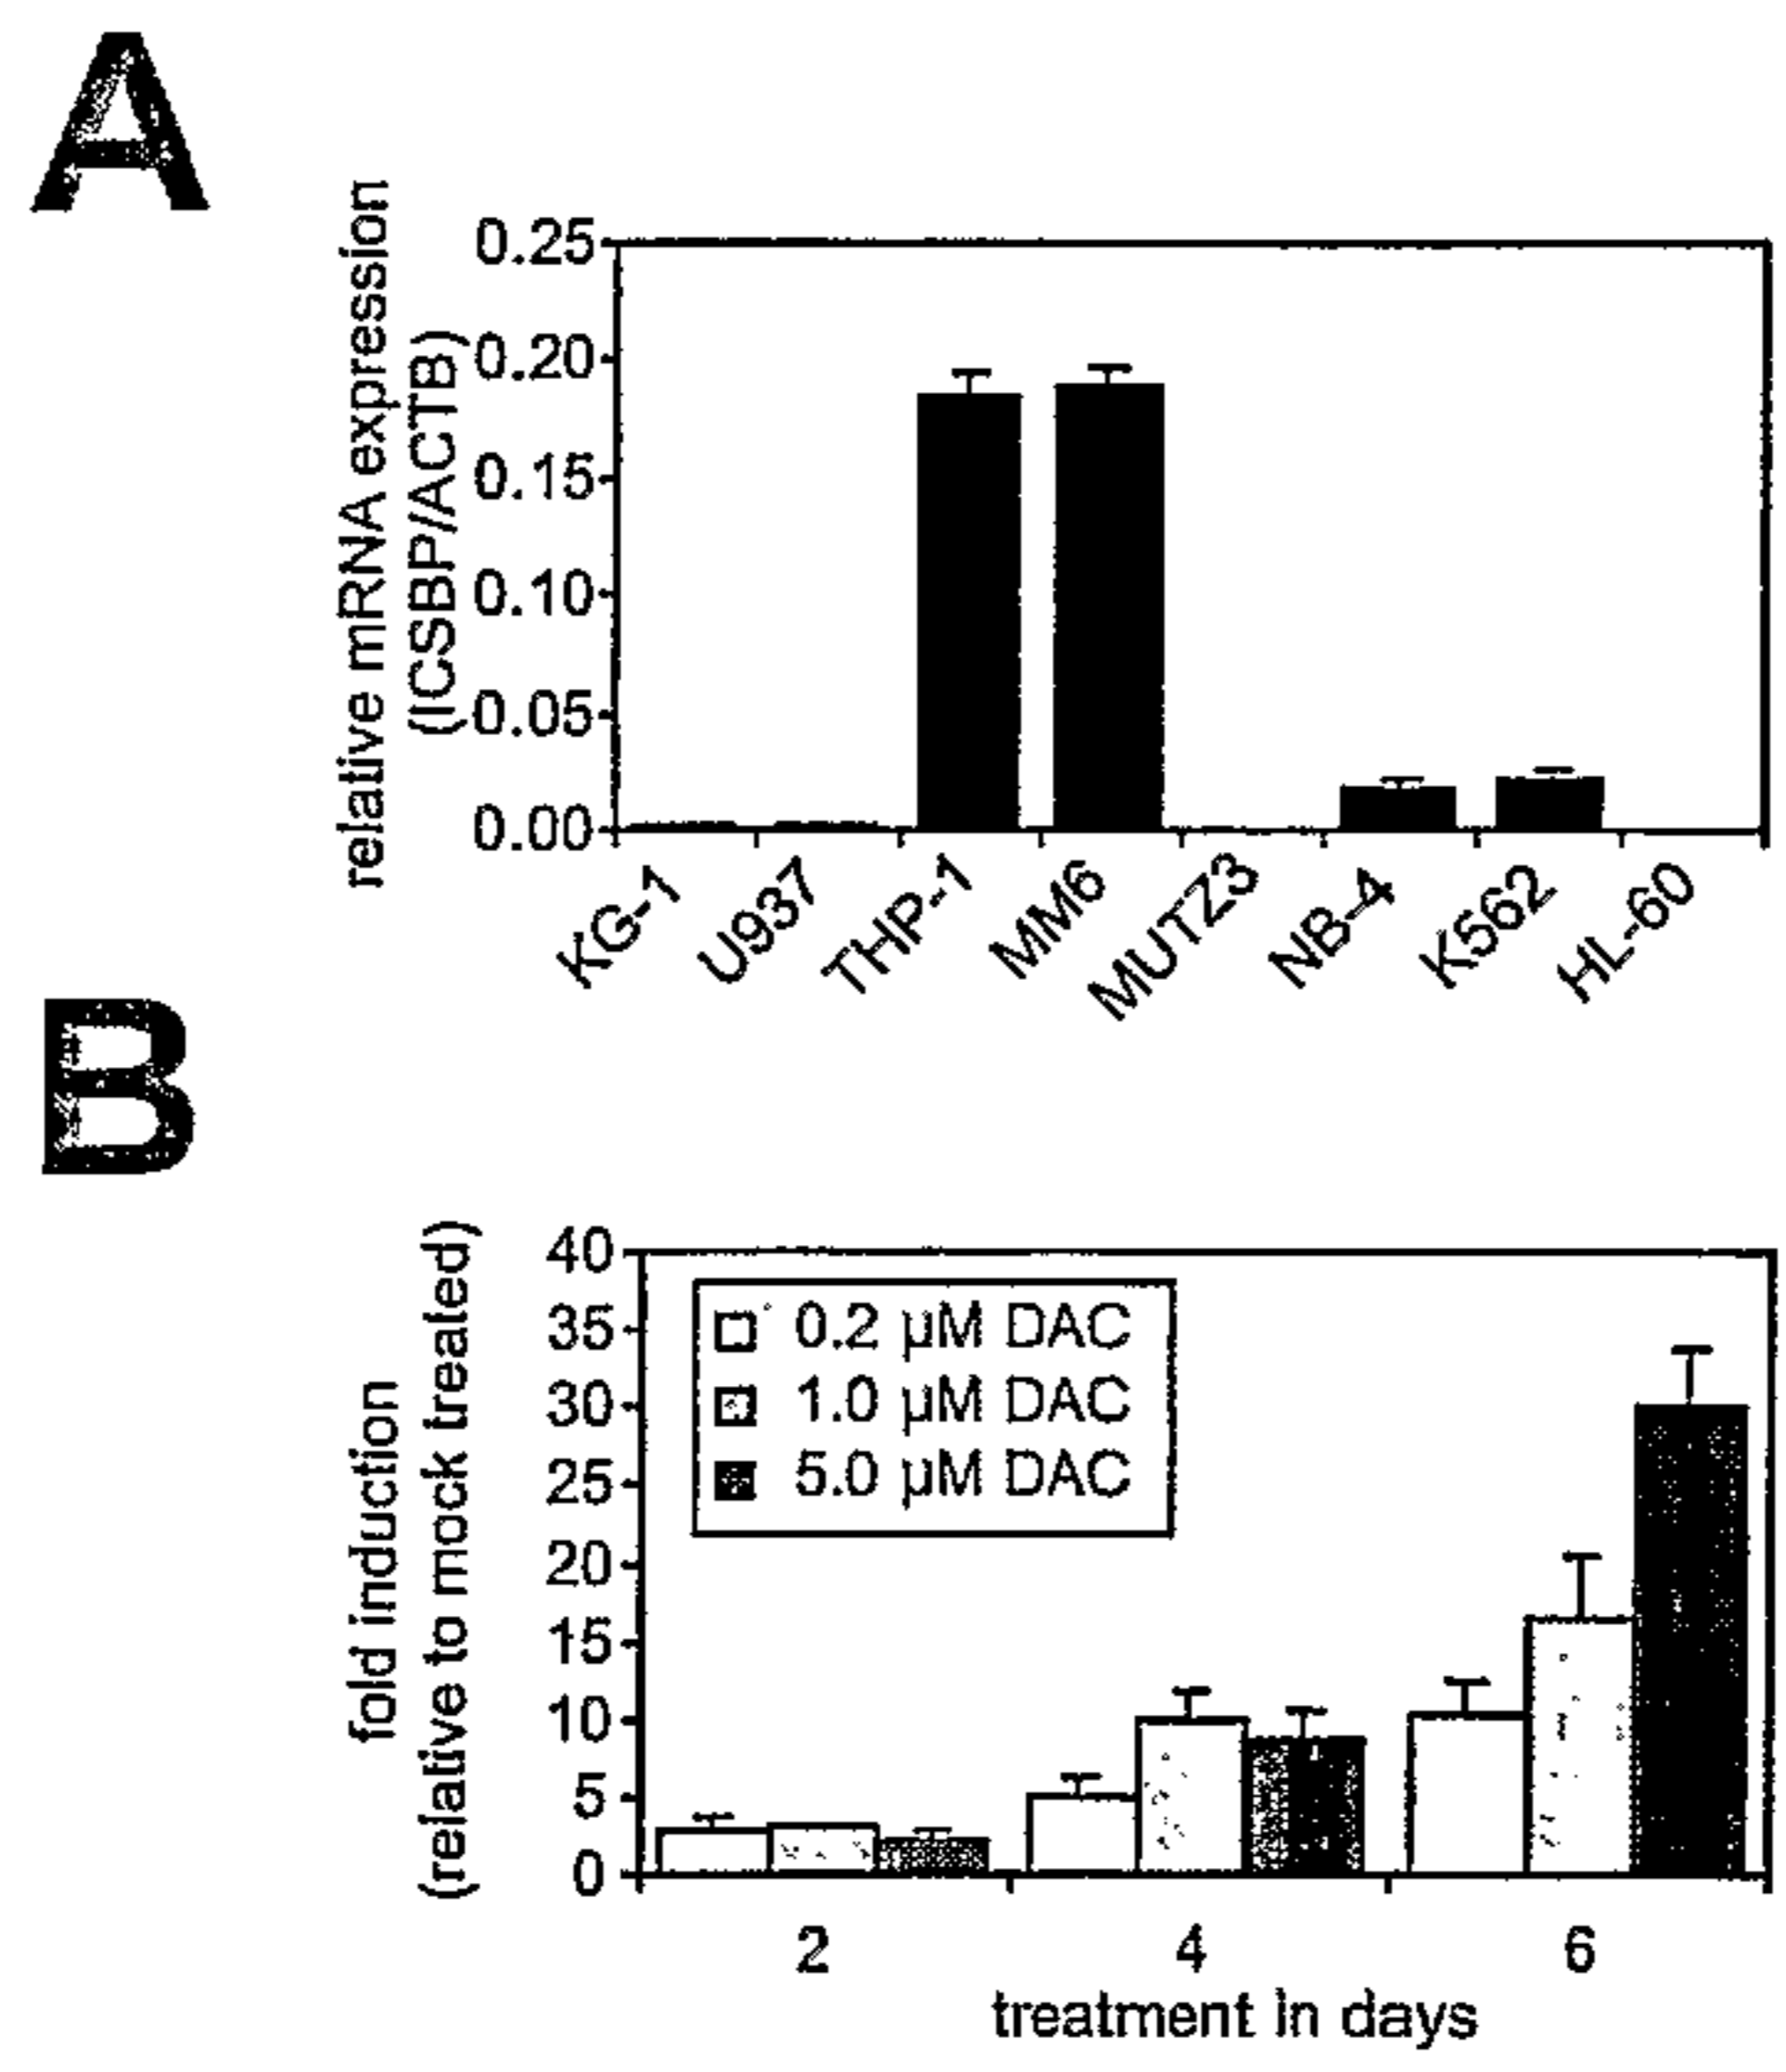 A
relative mRNA expression
(ICSBP/ACTB)
0.25
0.20
0.15
0.10
0.05
0.00
KG-1
U937
THP-1
MM6
MUTZ3
NB-4
K562
HL-60
B
fold induction
(relative to mock treated)
40
35
30
25
20
15
10
5
0
0.2 µM DAC
1.0 µM DAC
5.0 µM DAC
2
4
6
treatment in days